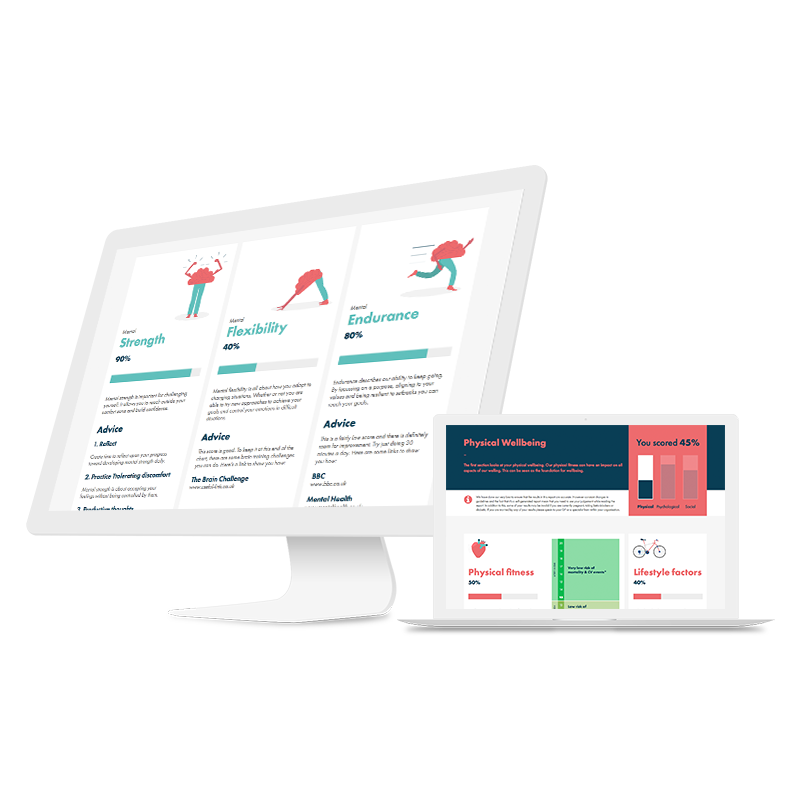 Mental
Strength
90%
Mental strength is important for challenging
yourself. It allows you to reach outside your
comfort zone and build confidence.
Advice
1. Reflect
Create time to reflect upon your progress
toward developing mental strength daily.
2. Practice Tolerating discomfort
Mental strength is about accepting your
feelings without being controlled by them.
3. Productive thoughts
Mental
Flexibility
40%
Mental flexibility is all about how you adapt to
changing situations. Whether or not you are
able to try new approaches to achieve your
goals and control your emotions in difficult
situations.
Advice
The score is good. To keep it at this end of the
chart, there are some brain training challenges
you can do. Here's a link to show you how:
The Brain Challenge
www.useful-link.co.uk
Mental
Endurance
80%
Endurance describes our ability to keep going,
by focussing on a purpose, aligning to your
values and being resilient to setbacks you can
reach your goals.
Advice
This is a fairly low score and there is definitely
room for improvement. Try just doing 20
minutes a day. Here are some links to show
you how:
BBC
www.bbc.co.uk
Mental Health
Physical Wellbeing
The first section looks at your physical wellbeing. Our physical fitness can have an impact on all
aspects of our working. This can be seen as the foundation for wellbeing.
You scored 45%
Physical Psychological Social
Physical fitness
50%
Very low risk of
mortality & CV events*
Low risk of
Lifestyle factors
40%